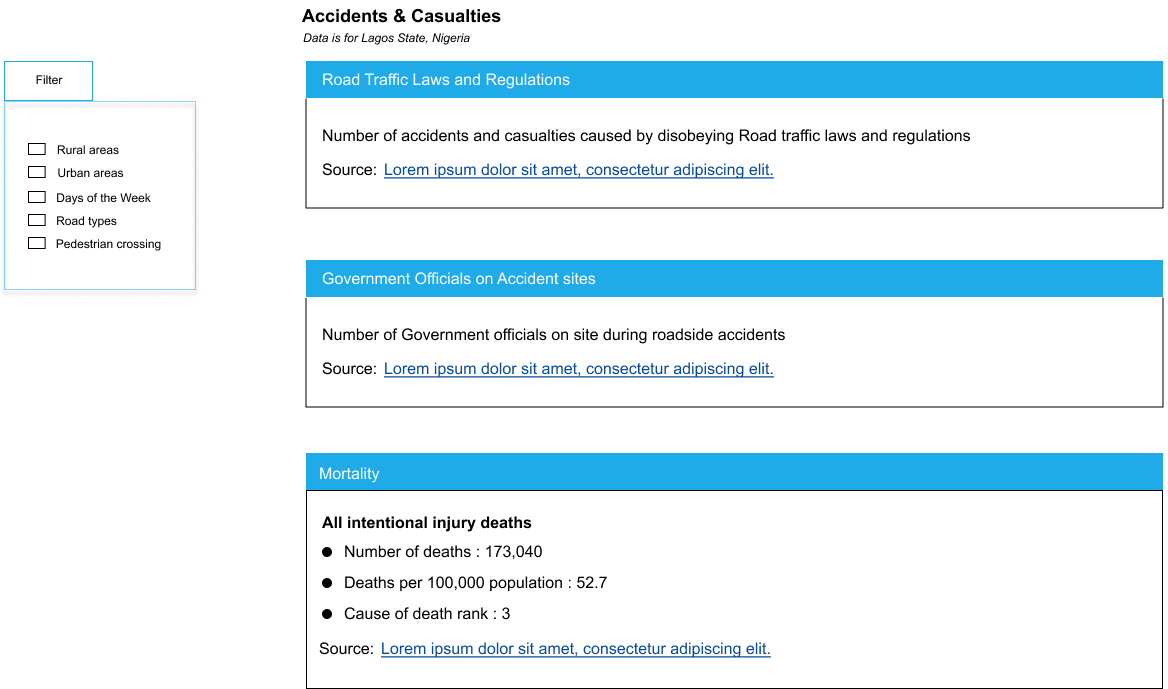 Accidents & Casualties
Data is for Lagos State, Nigeria
Filter
Rural areas
Urban areas
Days of the Week
Road types
Pedestrian crossing
Road Traffic Laws and Regulations
Number of accidents and casualties caused by disobeying Road traffic laws and regulations
Source: Lorem ipsum dolor sit amet, consectetur adipiscing elit.
Government Officials on Accident sites
Number of Government officials on site during roadside accidents
Source: Lorem ipsum dolor sit amet, consectetur adipiscing elit.
Mortality
All intentional injury deaths
Number of deaths : 173,040
Deaths per 100,000 population : 52.7
Cause of death rank : 3
Source: Lorem ipsum dolor sit amet, consectetur adipiscing elit.